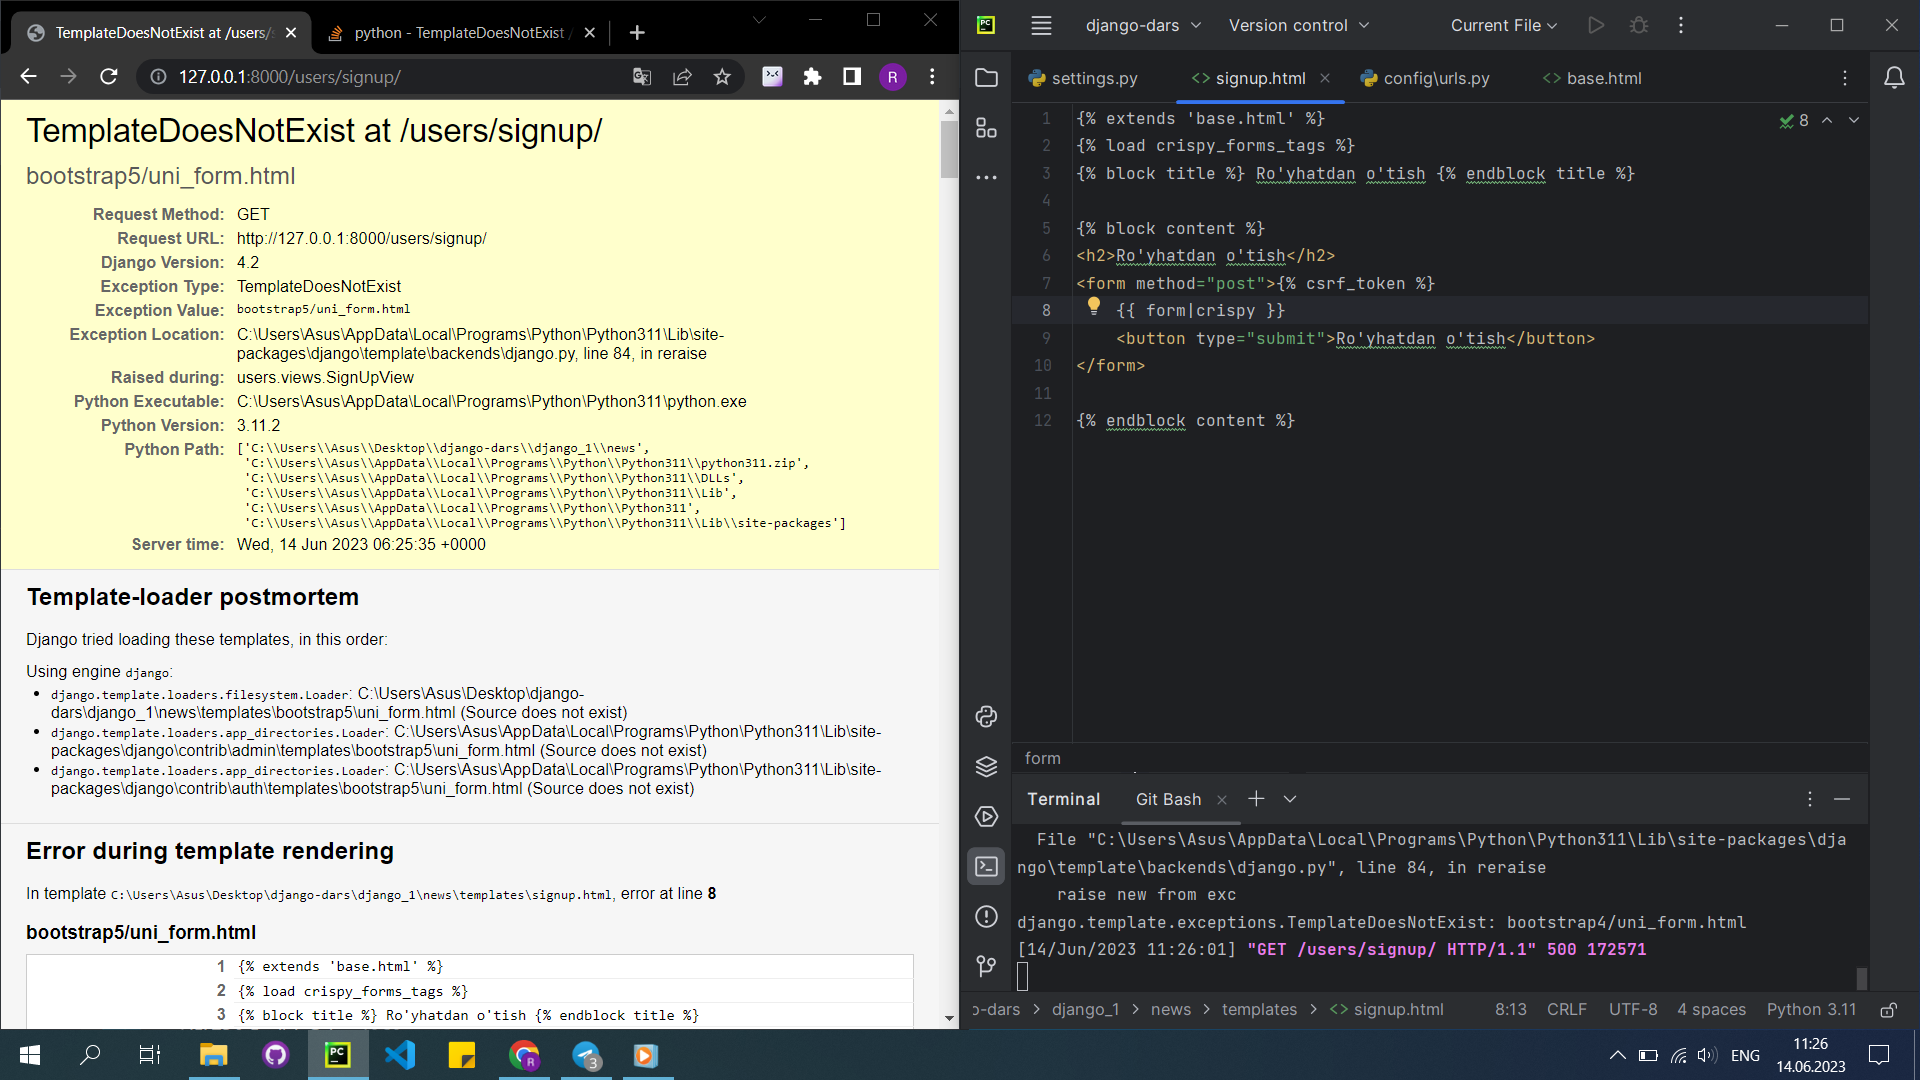 TemplateDoesNotExist at /users/s
python - TemplateDoesNotExist
127.0.0.1:8000/users/signup/
R
TemplateDoesNotExist at /users/signup/
bootstrap5/uni_form.html
Request Method: GET
Request URL: http://127.0.0.1:8000/users/signup/
Django Version: 4.2
Exception Type: TemplateDoesNotExist
Exception Value: bootstrap5/uni_form.html
Exception Location: C:\Users\Asus\AppData\Local\Programs\Python\Python311\Lib\site-
packages\django\template\backends\django.py, line 84, in reraise
Raised during: users.views.SignUpView
Python Executable: C:\Users\Asus\AppData\Local\Programs\Python\Python311\python.exe
Python Version: 3.11.2
Python Path: ['C:\\Users\\Asus\\Desktop\\django-dars\\django_1\\news',
'C:\\Users\\Asus\\AppData\\Local\\Programs\\Python\\Python311\\python311.zip',
'C:\\Users\\Asus\\AppData\\Local\\Programs\\Python\\Python311\\DLLs',
'C:\\Users\\Asus\\AppData\\Local\\Programs\\Python\\Python311\\Lib',
'C:\\Users\\Asus\\AppData\\Local\\Programs\\Python\\Python311',
'C:\\Users\\Asus\\AppData\\Local\\Programs\\Python\\Python311\\Lib\\site-packages']
Server time: Wed, 14 Jun 2023 06:25:35 +0000
Template-loader postmortem
Django tried loading these templates, in this order:
Using engine django:
• django.template.loaders.filesystem.Loader: C:\Users\Asus\Desktop\django-
dars\django_1\news\templates\bootstrap5\uni_form.html (Source does not exist)
• django.template.loaders.app_directories.Loader: C:\Users\Asus\AppData\Local\Programs\Python\Python311\Lib\site-
packages\django\contrib\admin\templates\bootstrap5\uni_form.html (Source does not exist)
• django.template.loaders.app_directories.Loader: C:\Users\Asus\AppData\Local\Programs\Python\Python311\Lib\site-
packages\django\contrib\auth\templates\bootstrap5\uni_form.html (Source does not exist)
Error during template rendering
In template C:\Users\Asus\Desktop\django-dars\django_1\news\templates\signup.html, error at line 8
bootstrap5/uni_form.html
1 {% extends 'base.html' %}
2 {% load crispy_forms_tags %}
3 {% block title %} Ro'yhatdan o'tish {% endblock title %}
PC
django-dars
Version control
Current File
settings.py
<> signup.html
config\urls.py
<> base.html
8
1 {% extends 'base.html' %}
2 {% load crispy_forms_tags %}
3 {% block title %} Ro'yhatdan o'tish {% endblock title %}
4
5 {% block content %}
6 <h2>Ro'yhatdan o'tish</h2>
7 <form method="post">{% csrf_token %}
8 {{ form|crispy }}
9 <button type="submit">Ro'yhatdan o'tish</button>
10 </form>
11
12 {% endblock content %}
form
Terminal
Git Bash
File "C:\Users\Asus\AppData\Local\Programs\Python\Python311\Lib\site-packages\dja
ngo\template\backends\django.py", line 84, in reraise
raise new from exc
django.template.exceptions.TemplateDoesNotExist: bootstrap4/uni_form.html
[14/Jun/2023 11:26:01] "GET /users/signup/ HTTP/1.1" 500 172571
o-dars > django_1 > news > templates > <> signup.html
8:13 CRLF UTF-8 4 spaces Python 3.11
PC
R
3
ENG
11:26
14.06.2023